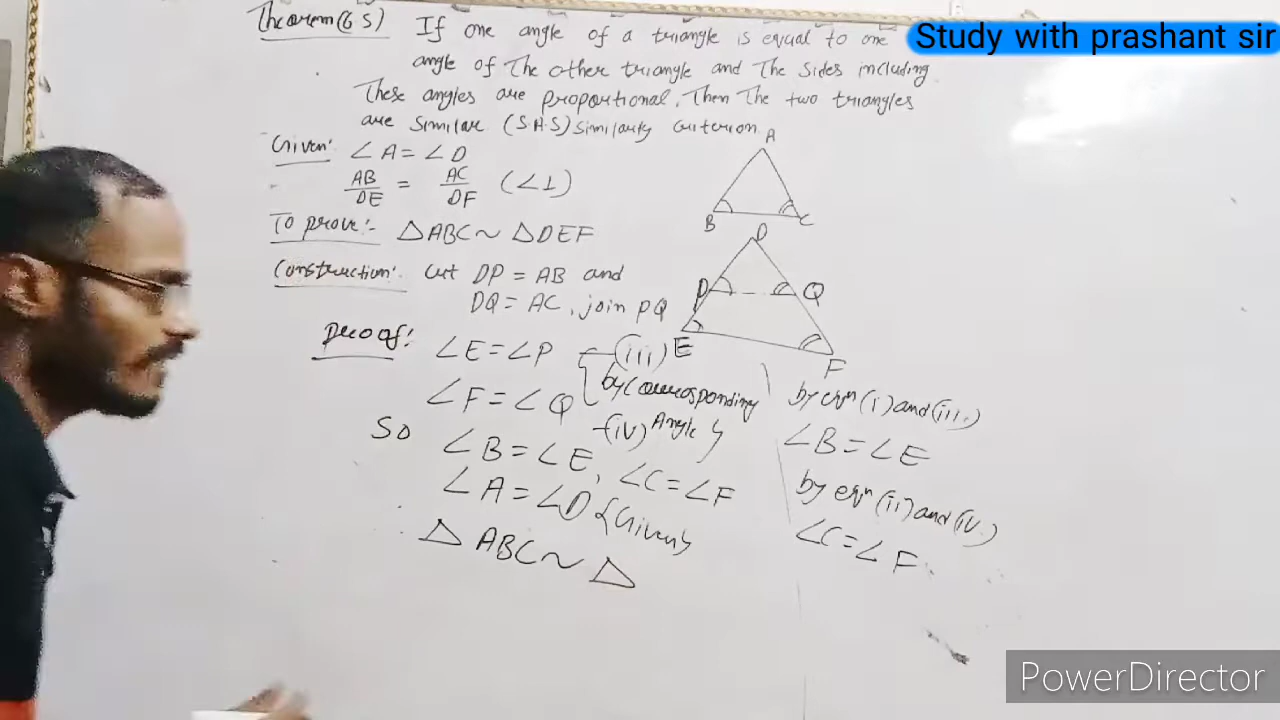 Theorem (6.5) If one angle of a triangle is equal to one
angle of The other triangle and The sides including
These angles are proportional, Then The two triangles
are similar (S.A.S) Similarity criterion
Study with prashant sir
Given: ∠A = ∠D
AB/DE = AC/DF (∠1)
To prove:- △ABC ~ △DEF
Construction: cut DP = AB and
DQ = AC, join PQ
A
B C
D
P Q
E F
Proof: ∠E = ∠P (iii)
∠F = ∠Q (iv) {by Corresponding Angle}
So ∠B = ∠E, ∠C = ∠F
∠A = ∠D {Given}
△ABC ~ △
by eqn (i) and (iii.)
∠B = ∠E
by eqn (ii) and (iv.)
∠C = ∠F
PowerDirector